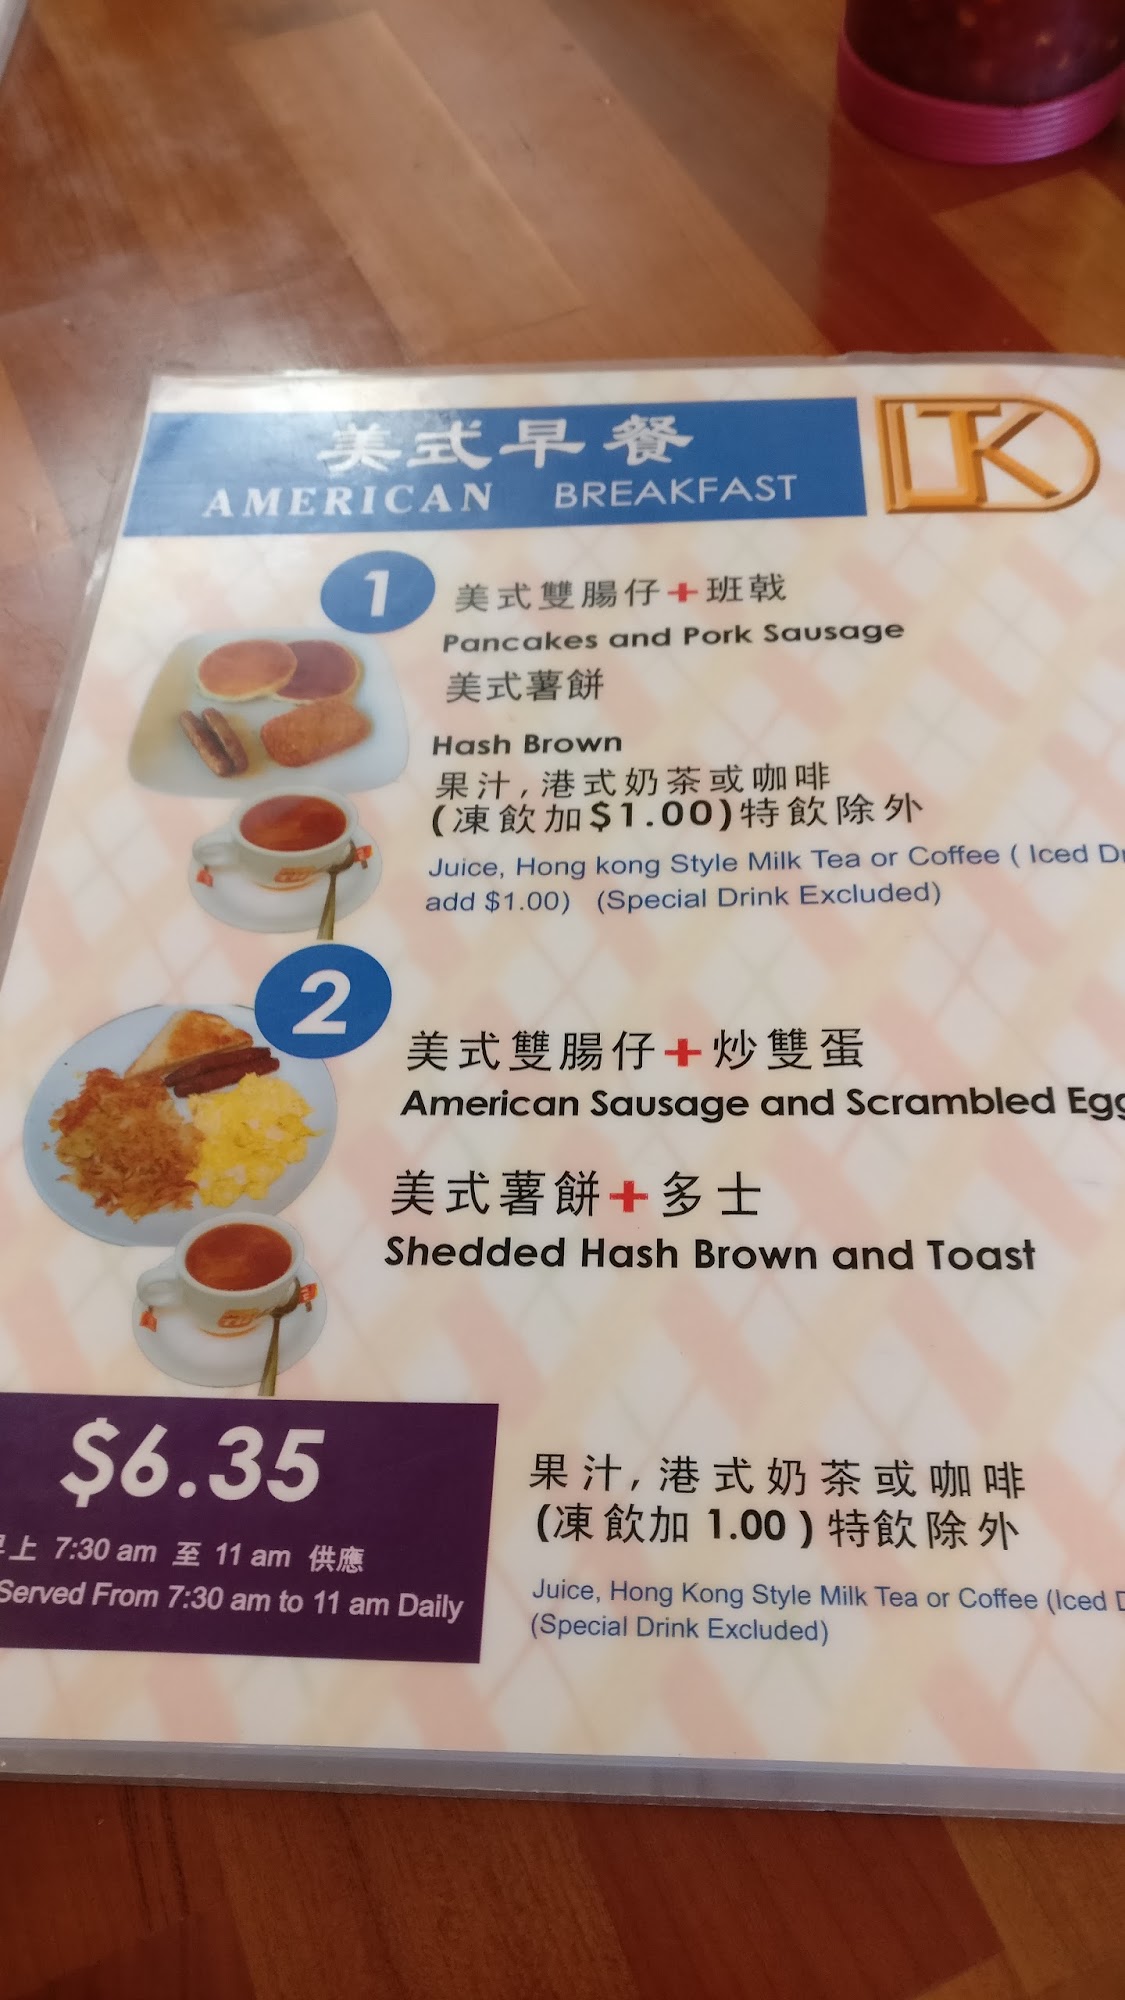 美式早餐
AMERICAN BREAKFAST
JTK
1
美式雙腸仔+班戟
Pancakes and Pork Sausage
美式薯餅
Hash Brown
果汁,港式奶茶或咖啡
(凍飲加$1.00)特飲除外
Juice, Hong kong Style Milk Tea or Coffee ( Iced
add $1.00) (Special Drink Excluded)
2
美式雙腸仔+炒雙蛋
American Sausage and Scrambled
美式薯餅+多士
Shedded Hash Brown and Toast
$6.35
上 7:30 am 至 11 am 供應
Served From 7:30 am to 11 am Daily
果汁,港式奶茶或咖啡
(凍飲加 1.00 ) 特飲除外
Juice, Hong Kong Style Milk Tea or Coffee (Iced
(Special Drink Excluded)